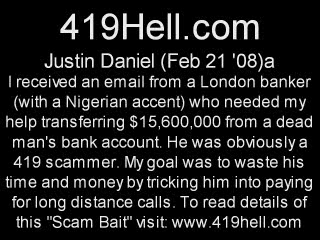 419Hell.com
Justin Daniel (Feb 21 '08)a
I received an email from a London banker
(with a Nigerian accent) who needed my
help transferring $15,600,000 from a dead
man's bank account. He was obviously a
419 scammer. My goal was to waste his
time and money by tricking him into paying
for long distance calls. To read details of
this "Scam Bait" visit: www.419hell.com